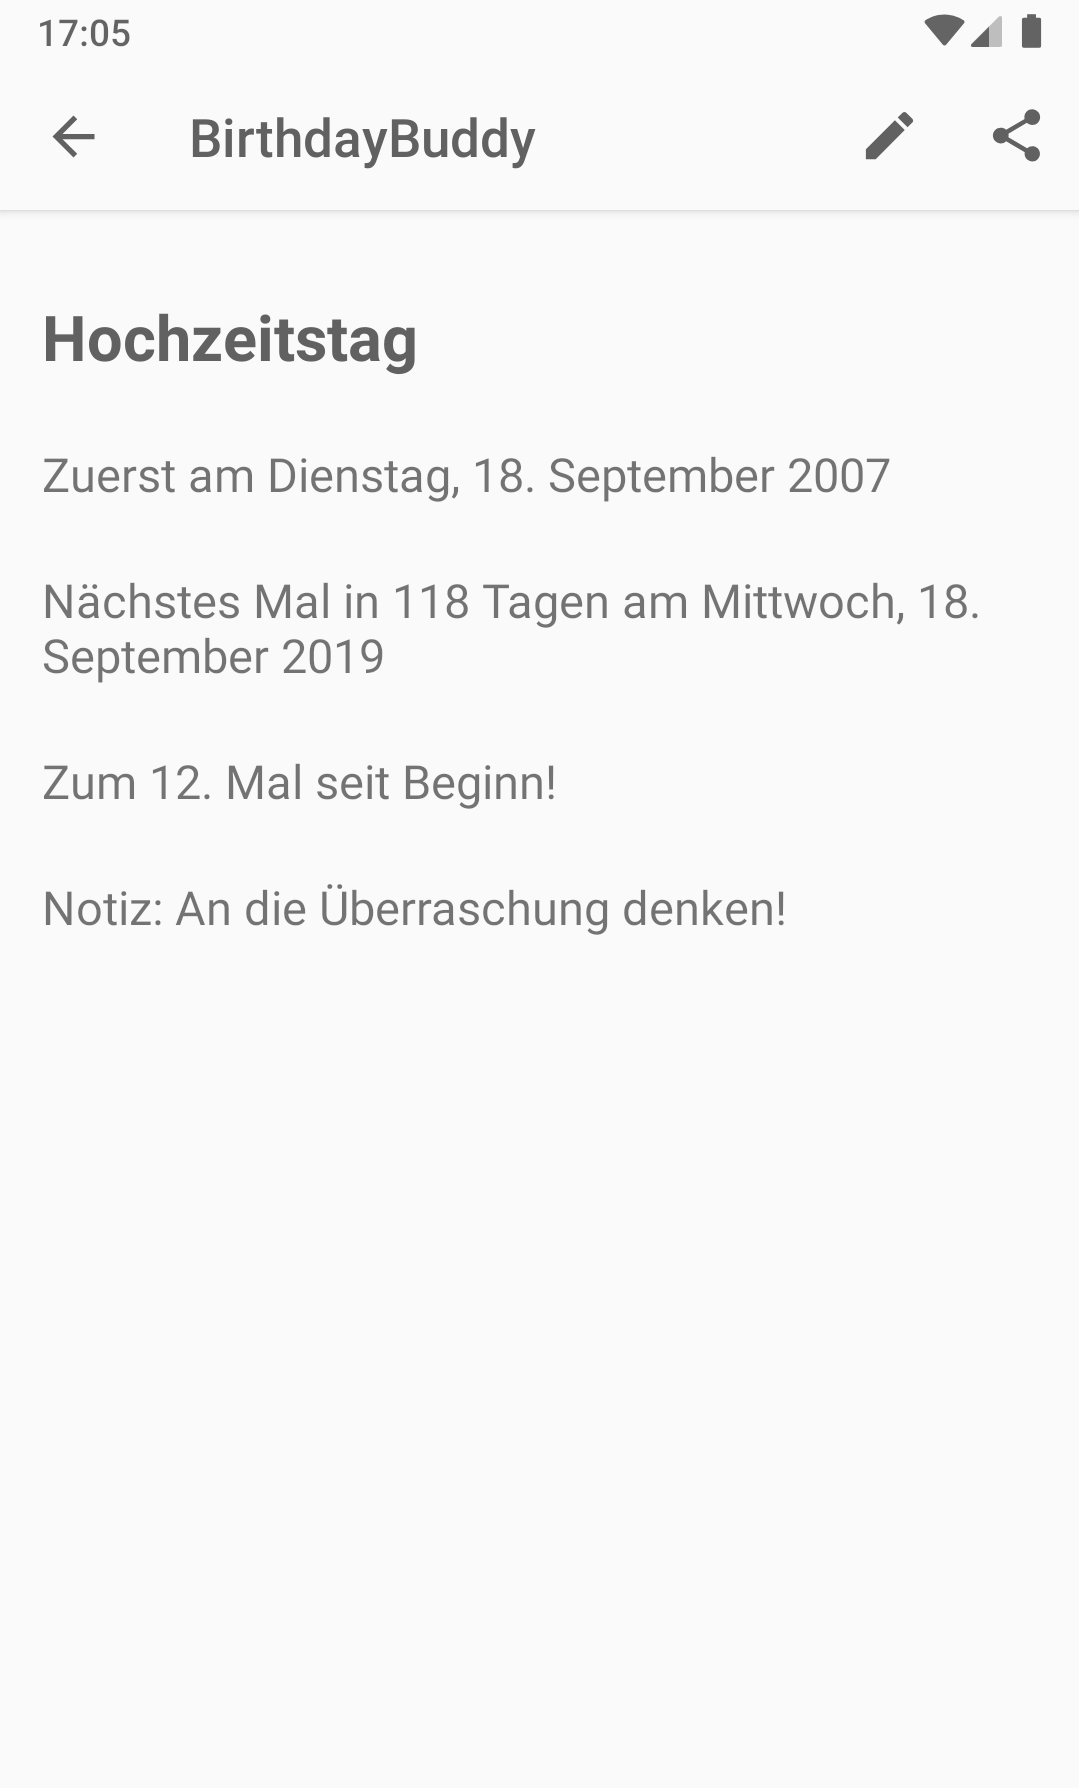 17:05
BirthdayBuddy
Hochzeitstag
Zuerst am Dienstag, 18. September 2007
Nächstes Mal in 118 Tagen am Mittwoch, 18.
September 2019
Zum 12. Mal seit Beginn!
Notiz: An die Überraschung denken!